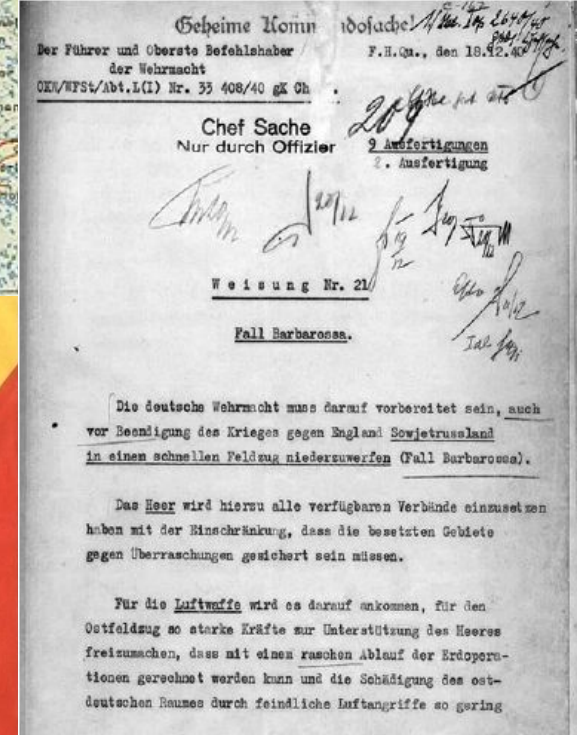 Geheime Kommandosache!
Der Führer und Oberste Befehlshaber
der Wehrmacht
F.H.Qu., den 18.12.40
OKW/WFSt/Abt.L(I) Nr. 33 408/40 gK Ch
Chef Sache
Nur durch Offizier
9 Ausfertigungen
2. Ausfertigung
20/12
19/12
Weisung Nr. 21
Fall Barbarossa.
Die deutsche Wehrmacht muss darauf vorbereitet sein, auch
vor Beendigung des Krieges gegen England Sowjetrussland
in einem schnellen Feldzug niederzuwerfen (Fall Barbarossa).
Das Heer wird hierzu alle verfügbaren Verbände einzusetzen
haben mit der Einschränkung, dass die besetzten Gebiete
gegen Überraschungen gesichert sein müssen.
Für die Luftwaffe wird es darauf ankommen, für den
Ostfeldzug so starke Kräfte zur Unterstützung des Heeres
freizumachen, dass mit einem raschen Ablauf der Erdopera-
tionen gerechnet werden kann und die Schädigung des ost-
deutschen Raumes durch feindliche Luftangriffe so gering